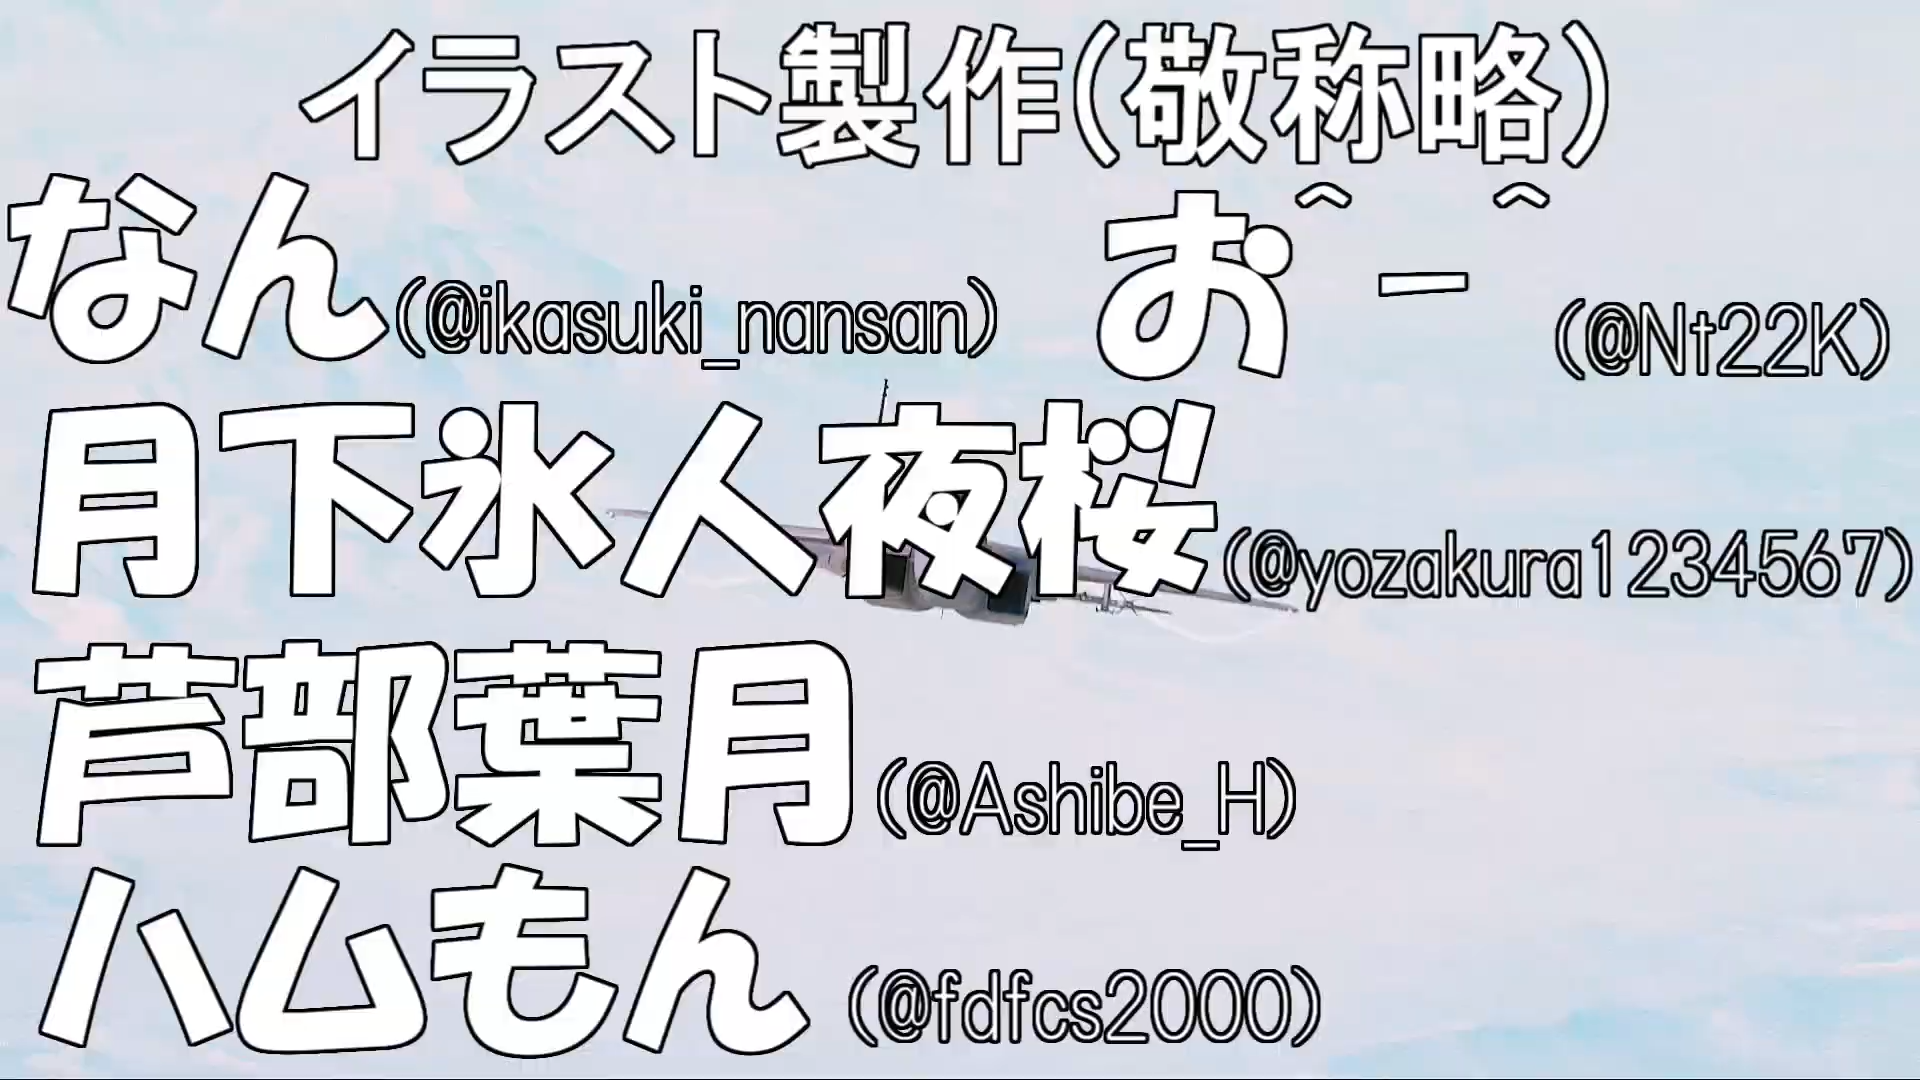 イラスト製作(敬称略)
なん(@ikasuki_nansan) お^ー^(@Nt22K)
月下氷人夜桜(@yozakura1234567)
芦部葉月(@Ashibe_H)
ハムもん(@fdfcs2000)